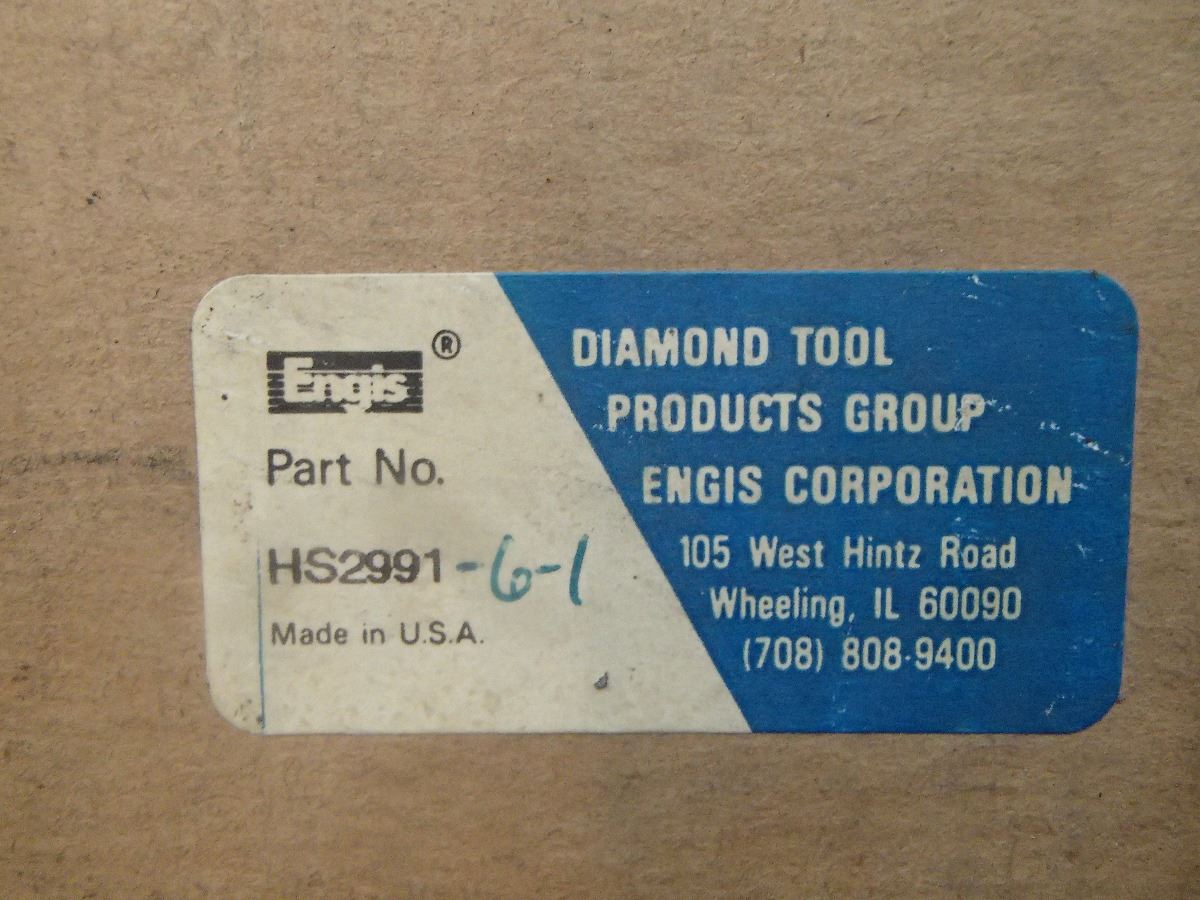 Engis®
Part No.
HS2991-6-1
Made in U.S.A.
DIAMOND TOOL
PRODUCTS GROUP
ENGIS CORPORATION
105 West Hintz Road
Wheeling, IL 60090
(708) 808-9400